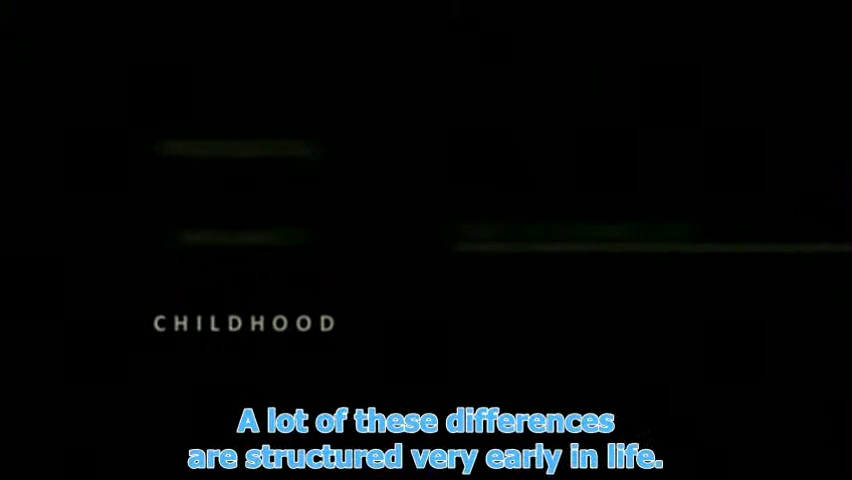 CHILDHOOD
A lot of these differences
are structured very early in life.